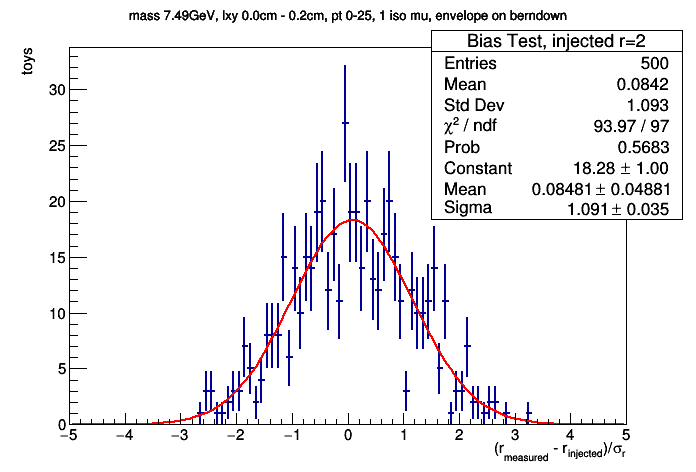 mass 7.49GeV, lxy 0.0cm - 0.2cm, pt 0-25, 1 iso mu, envelope on berndown
Bias Test, injected r=2
Entries 500
Mean 0.0842
Std Dev 1.093
χ² / ndf 93.97 / 97
Prob 0.5683
Constant 18.28 ± 1.00
Mean 0.08481 ± 0.04881
Sigma 1.091 ± 0.035
toys
30
25
20
15
10
5
0
−5 −4 −3 −2 −1 0 1 2 3 4 5
(r_measured - r_injected)/σ_r